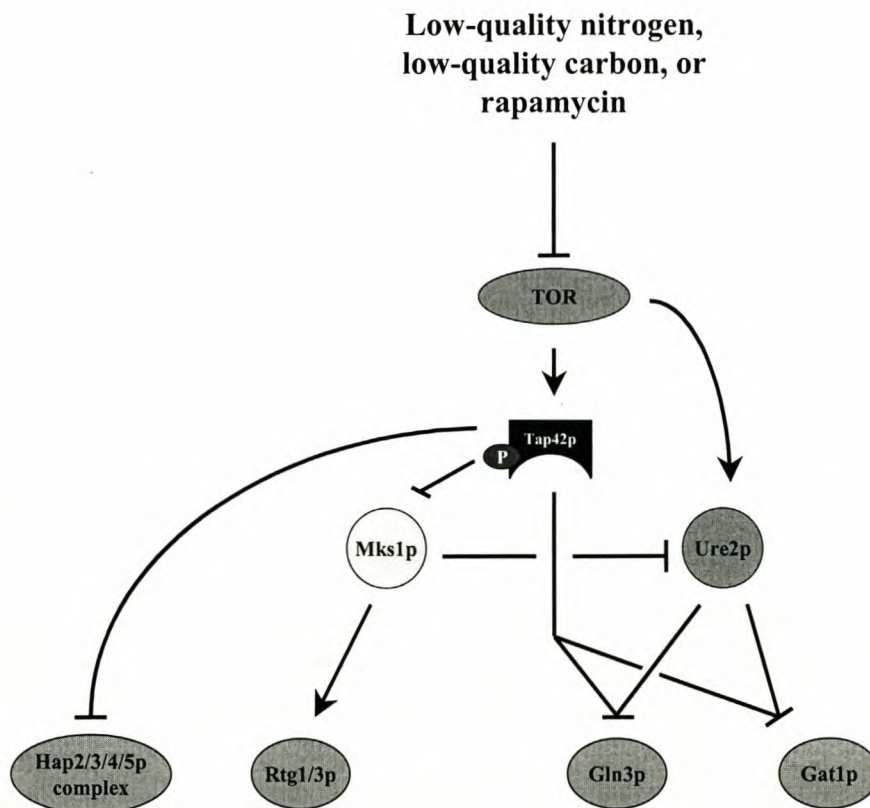 Low-quality nitrogen,
low-quality carbon, or
rapamycin
TOR
Tap42p
P
Mks1p
Ure2p
Hap2/3/4/5p
complex
Rtg1/3p
Gln3p
Gat1p